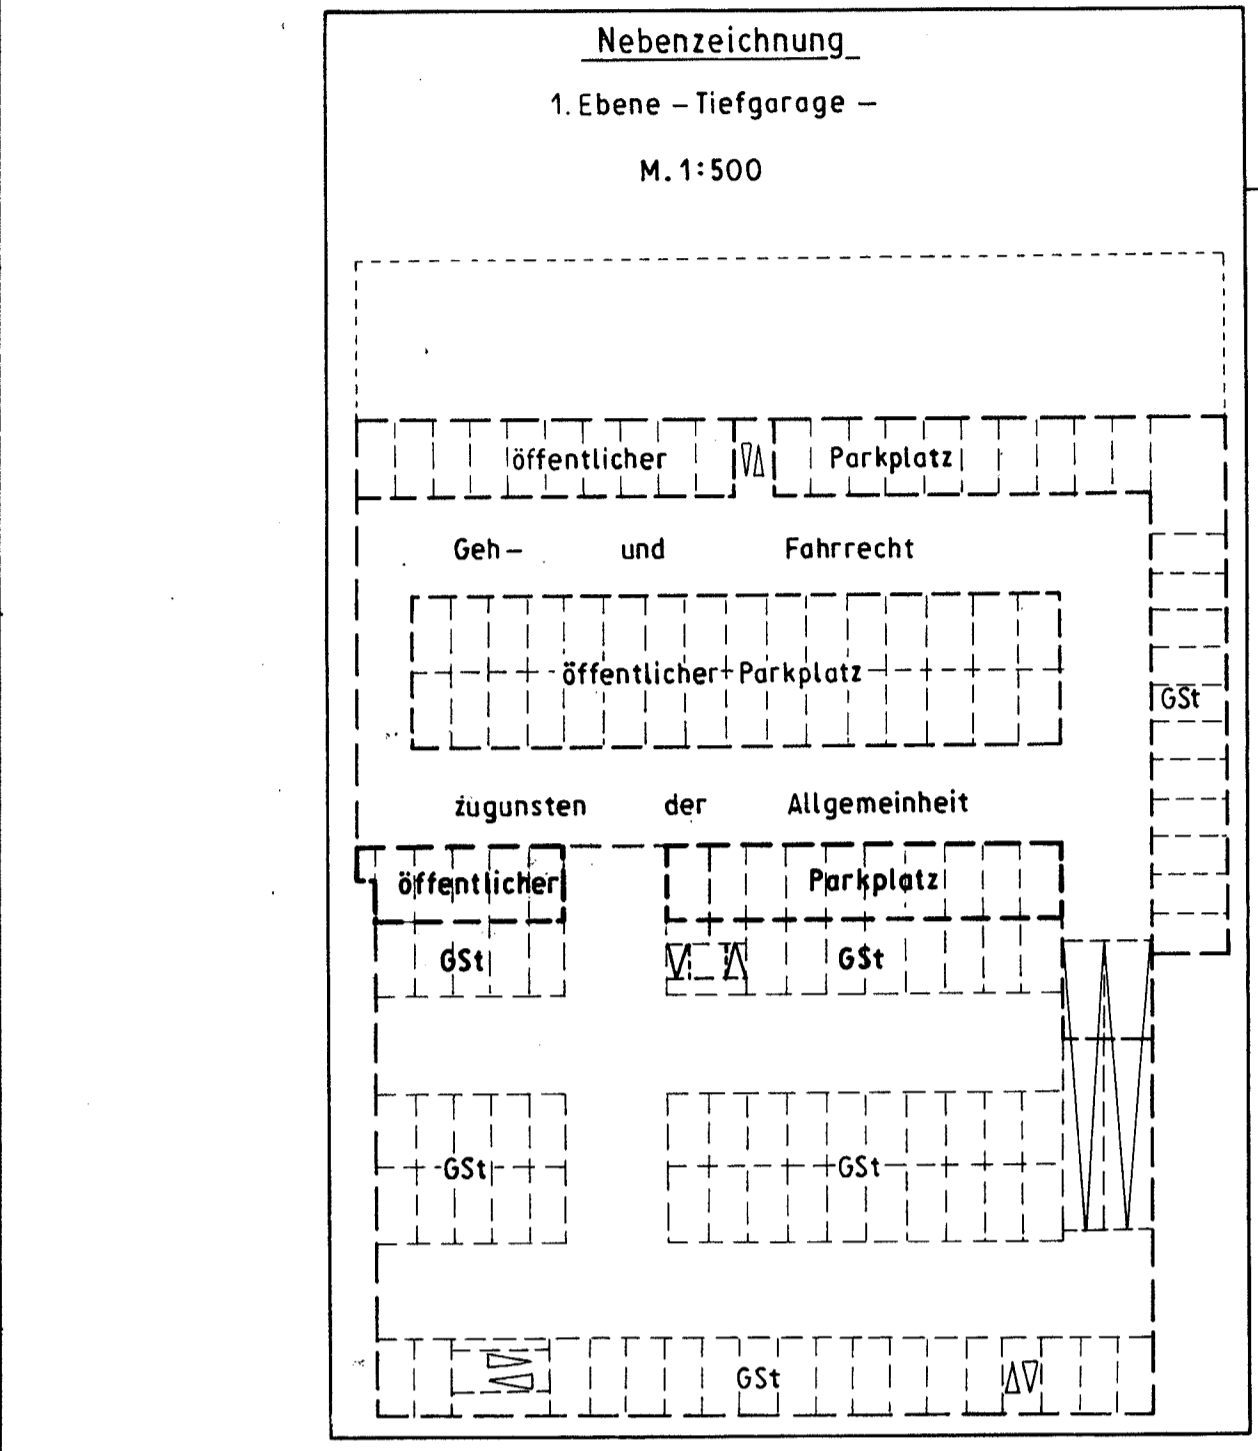 Nebenzeichnung
1. Ebene – Tiefgarage –
M. 1:500
öffentlicher Parkplatz
Geh- und Fahrrecht
öffentlicher Parkplatz
GSt
zugunsten der Allgemeinheit
öffentlicher Parkplatz
GSt GSt
GSt GSt
GSt